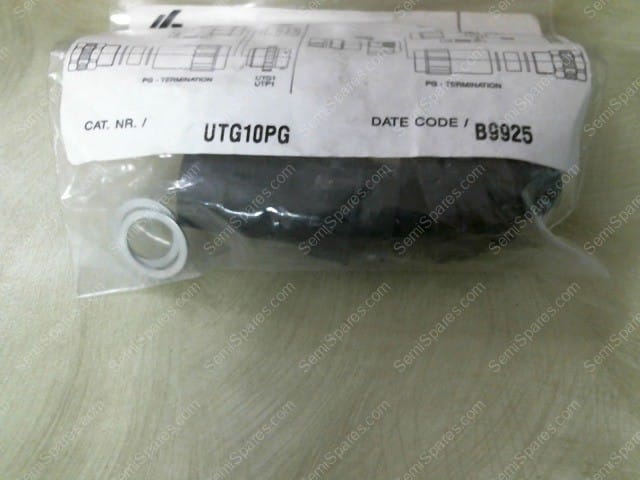 PG - TERMINATION
UTG1
UTP1
PG - TERMINATION
CAT. NR. / UTG10PG DATE CODE / B9925
SemiSpares.com